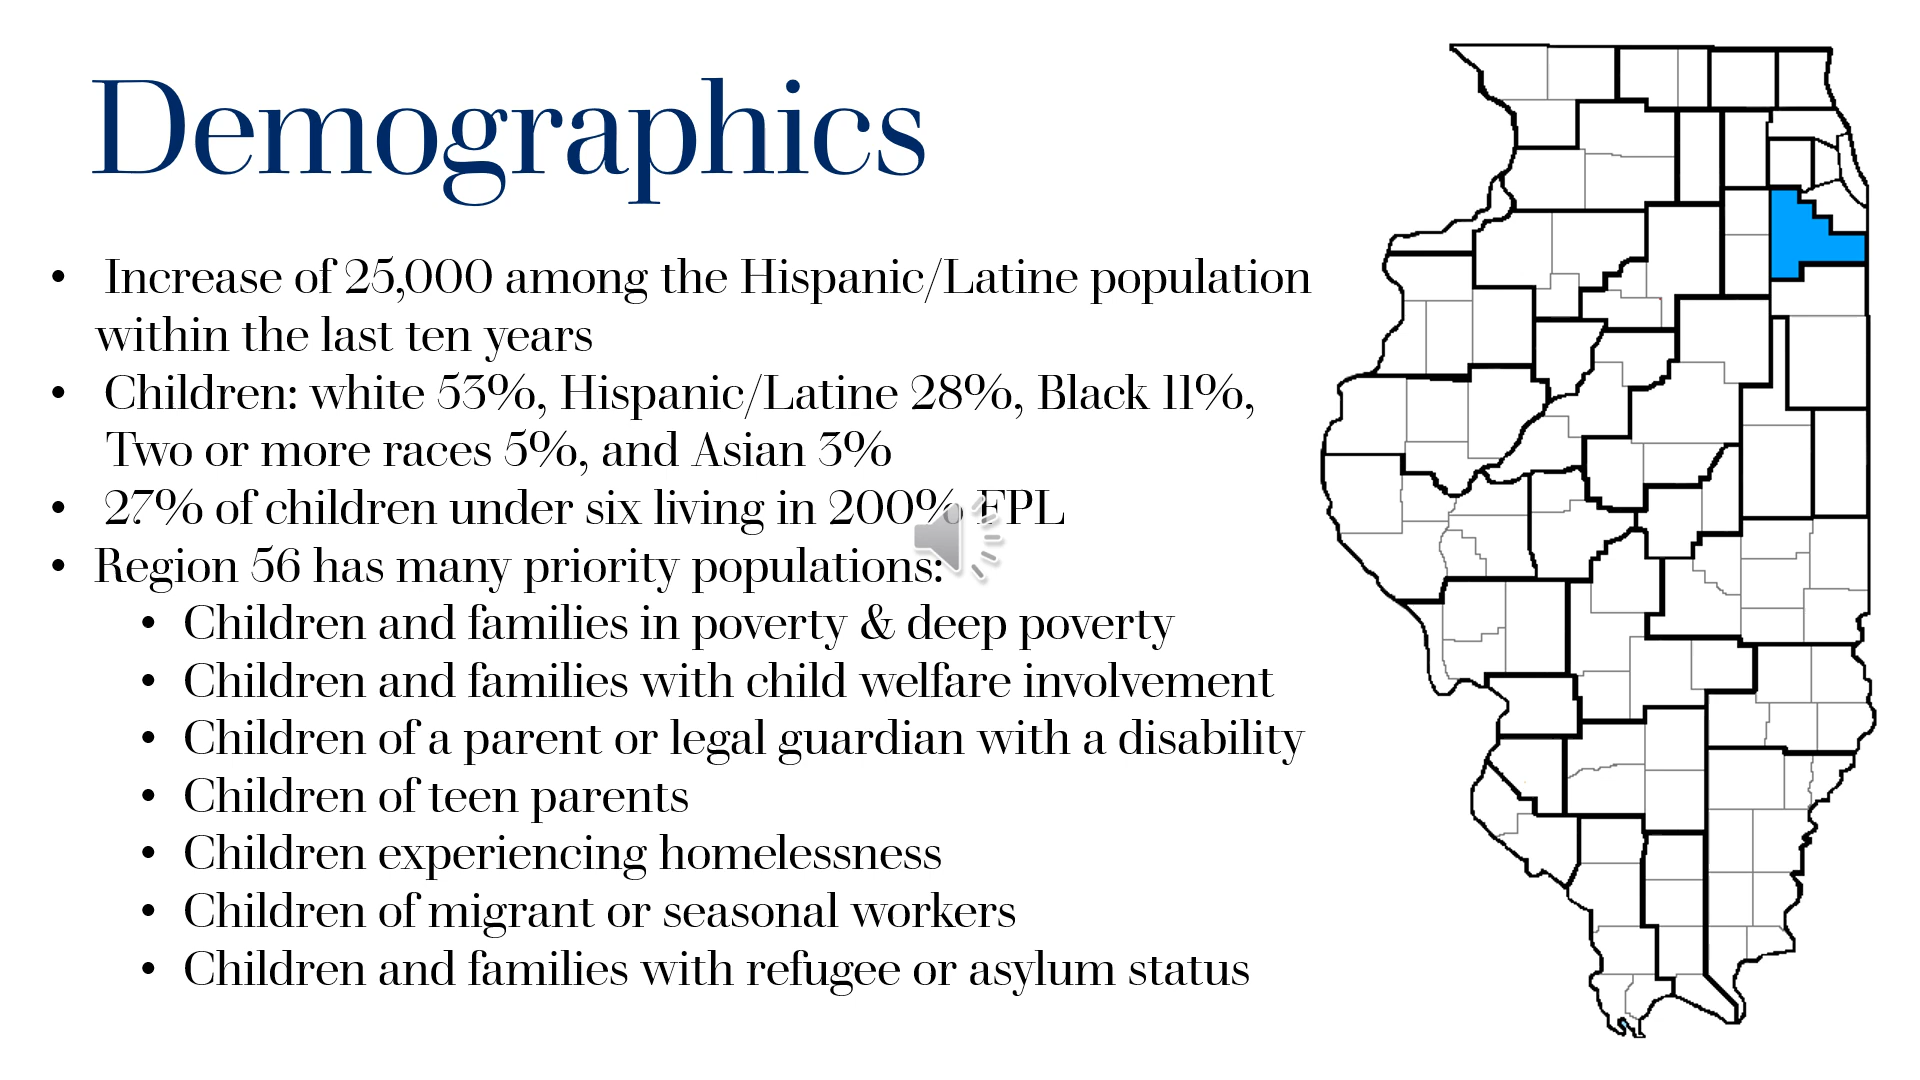 Demographics
• Increase of 25,000 among the Hispanic/Latine population
within the last ten years
• Children: white 53%, Hispanic/Latine 28%, Black 11%,
Two or more races 5%, and Asian 3%
• 27% of children under six living in 200% FPL
• Region 56 has many priority populations:
• Children and families in poverty & deep poverty
• Children and families with child welfare involvement
• Children of a parent or legal guardian with a disability
• Children of teen parents
• Children experiencing homelessness
• Children of migrant or seasonal workers
• Children and families with refugee or asylum status